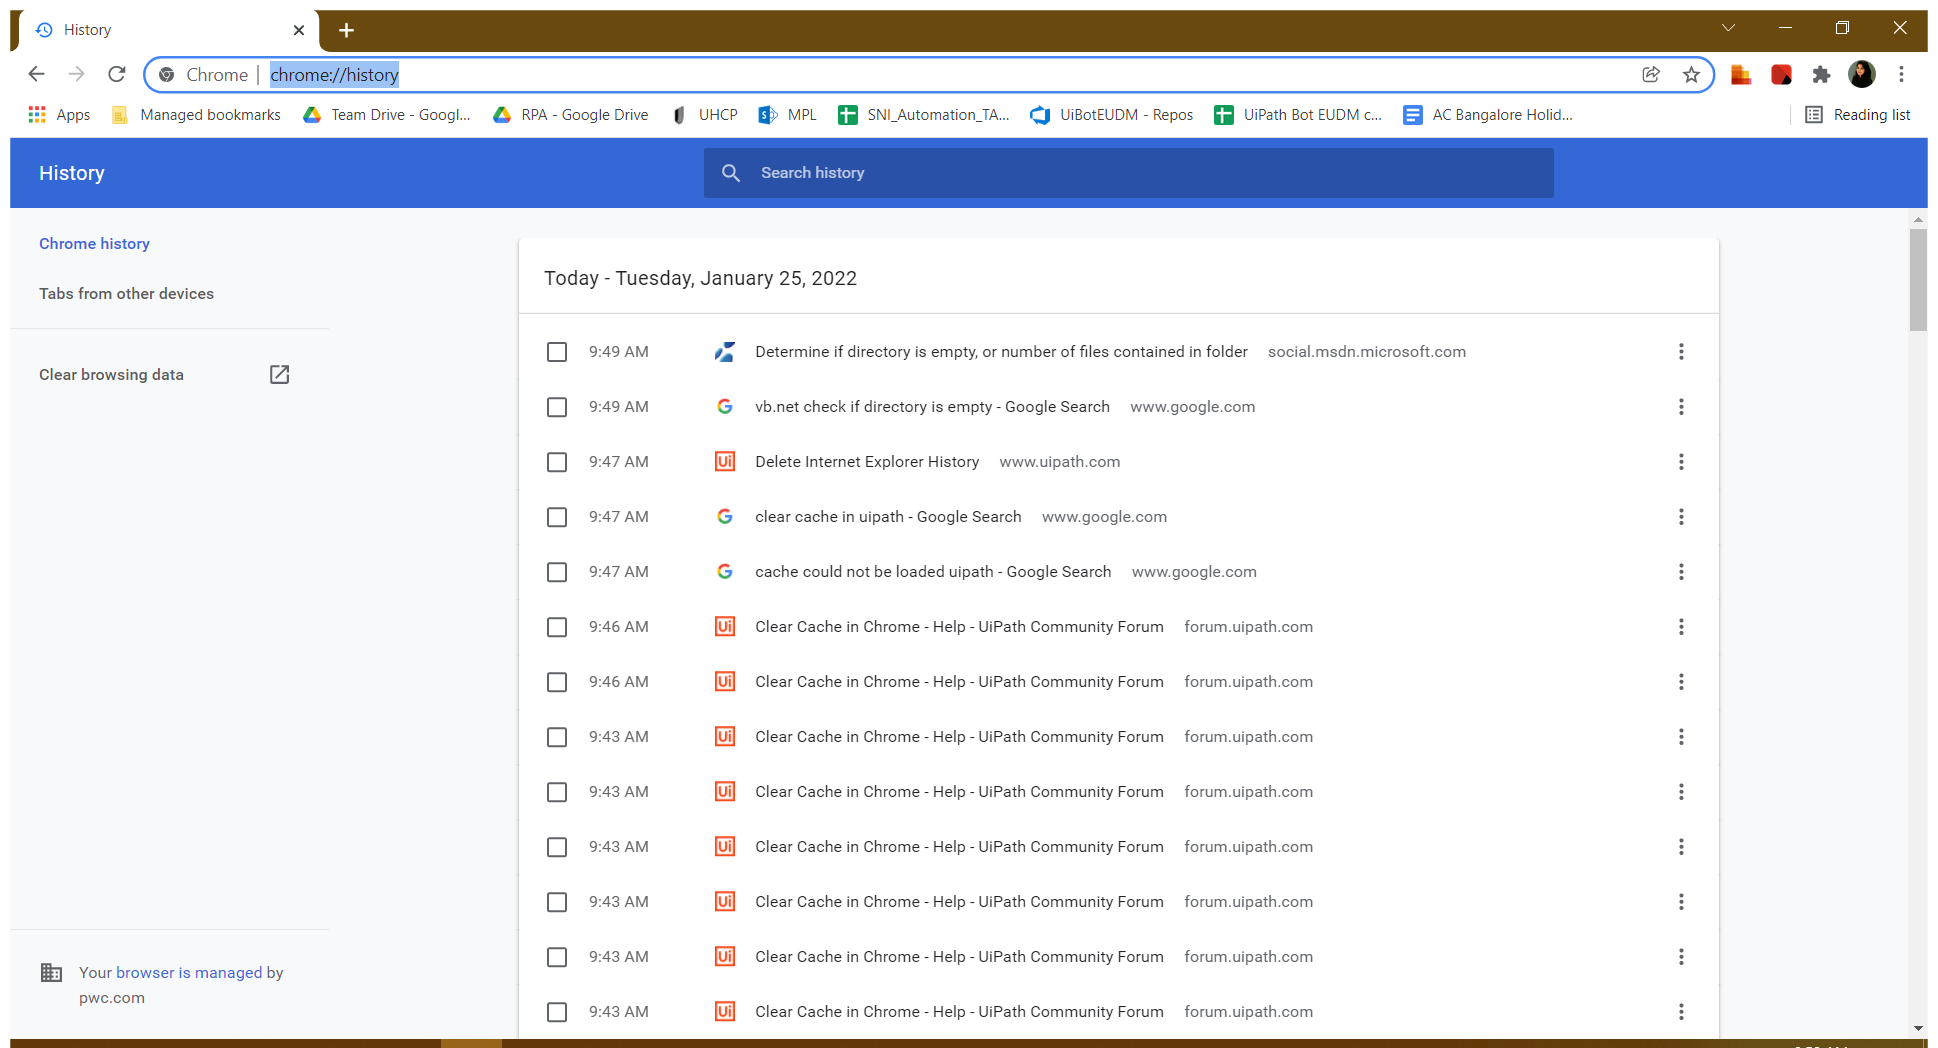 History
Chrome | chrome://history
Apps Managed bookmarks Team Drive - Googl... RPA - Google Drive UHCP MPL SNI_Automation_TA... UiBotEUDM - Repos UiPath Bot EUDM c... AC Bangalore Holid... Reading list
History Search history
Chrome history
Tabs from other devices
Clear browsing data
Today - Tuesday, January 25, 2022
9:49 AM Determine if directory is empty, or number of files contained in folder social.msdn.microsoft.com
9:49 AM vb.net check if directory is empty - Google Search www.google.com
9:47 AM Ui Delete Internet Explorer History www.uipath.com
9:47 AM clear cache in uipath - Google Search www.google.com
9:47 AM cache could not be loaded uipath - Google Search www.google.com
9:46 AM Ui Clear Cache in Chrome - Help - UiPath Community Forum forum.uipath.com
9:46 AM Ui Clear Cache in Chrome - Help - UiPath Community Forum forum.uipath.com
9:43 AM Ui Clear Cache in Chrome - Help - UiPath Community Forum forum.uipath.com
9:43 AM Ui Clear Cache in Chrome - Help - UiPath Community Forum forum.uipath.com
9:43 AM Ui Clear Cache in Chrome - Help - UiPath Community Forum forum.uipath.com
9:43 AM Ui Clear Cache in Chrome - Help - UiPath Community Forum forum.uipath.com
9:43 AM Ui Clear Cache in Chrome - Help - UiPath Community Forum forum.uipath.com
9:43 AM Ui Clear Cache in Chrome - Help - UiPath Community Forum forum.uipath.com
Your browser is managed by
pwc.com